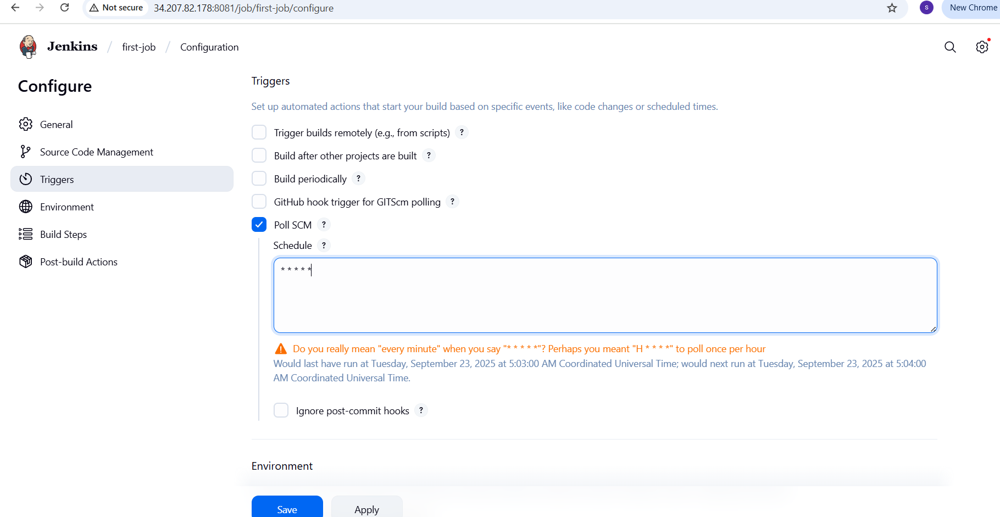 Not secure 34.207.82.178:8081/job/first-job/configure S New Chrome
Jenkins / first-job / Configuration
Configure
General
Source Code Management
Triggers
Environment
Build Steps
Post-build Actions
Triggers
Set up automated actions that start your build based on specific events, like code changes or scheduled times.
Trigger builds remotely (e.g., from scripts) ?
Build after other projects are built ?
Build periodically ?
GitHub hook trigger for GITScm polling ?
Poll SCM ?
Schedule ?
* * * * *
Do you really mean "every minute" when you say "* * * * *"? Perhaps you meant "H * * * *" to poll once per hour
Would last have run at Tuesday, September 23, 2025 at 5:03:00 AM Coordinated Universal Time; would next run at Tuesday, September 23, 2025 at 5:04:00
AM Coordinated Universal Time.
Ignore post-commit hooks ?
Environment
Save Apply